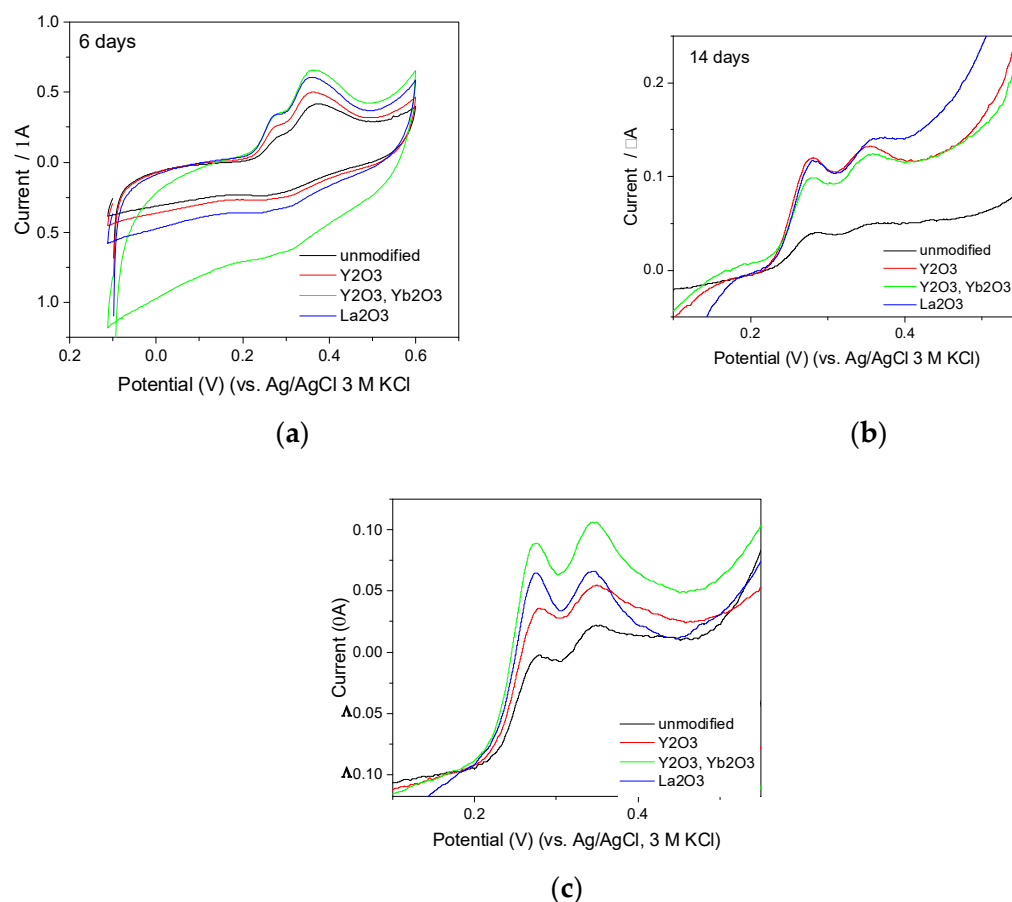 6 days
1.0
0.5
0.0
0.5
1.0
Current / 1A
unmodified
Y2O3
Y2O3, Yb2O3
La2O3
0.2 0.0 0.2 0.4 0.6
Potential (V) (vs. Ag/AgCl 3 M KCl
(a)
14 days
0.2
0.1
0.0
Current / □A
unmodified
Y2O3
Y2O3, Yb2O3
La2O3
0.2 0.4
Potential (V) (vs. Ag/AgCl 3 M KCl)
(b)
0.10
0.05
0.00
Λ0.05
Λ0.10
Current (0A)
unmodified
Y2O3
Y2O3, Yb2O3
La2O3
0.2 0.4
Potential (V) (vs. Ag/AgCl, 3 M KCl)
(c)